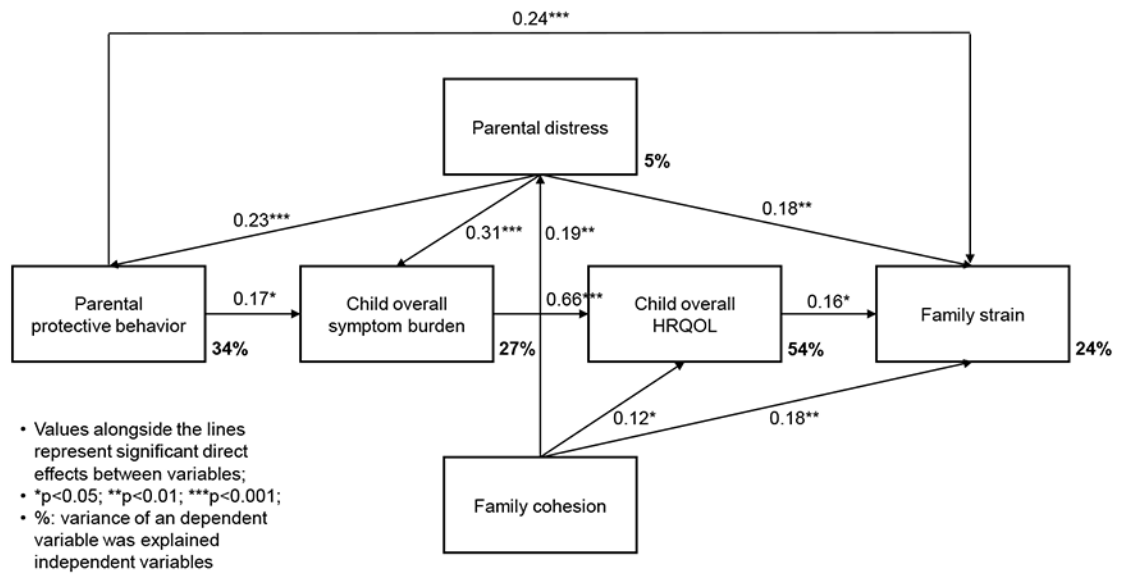 0.24***
Parental distress
5%
0.23***
0.31***
0.19**
0.18**
Parental
protective behavior
34%
0.17*
Child overall
symptom burden
27%
0.66***
Child overall
HRQOL
54%
0.16*
Family strain
24%
0.12*
0.18**
Family cohesion
• Values alongside the lines
represent significant direct
effects between variables;
• *p<0.05; **p<0.01; ***p<0.001;
• %: variance of an dependent
variable was explained
independent variables